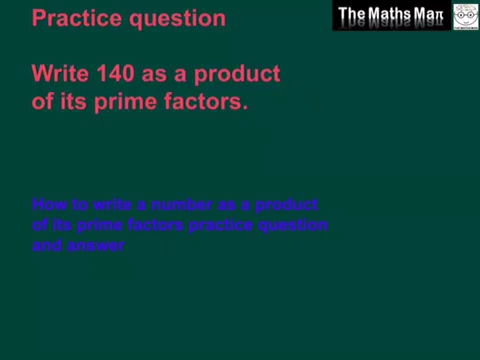 Practice question
The Maths Man
Write 140 as a product
of its prime factors.
How to write a number as s product
of its prime factors practice question
and answer